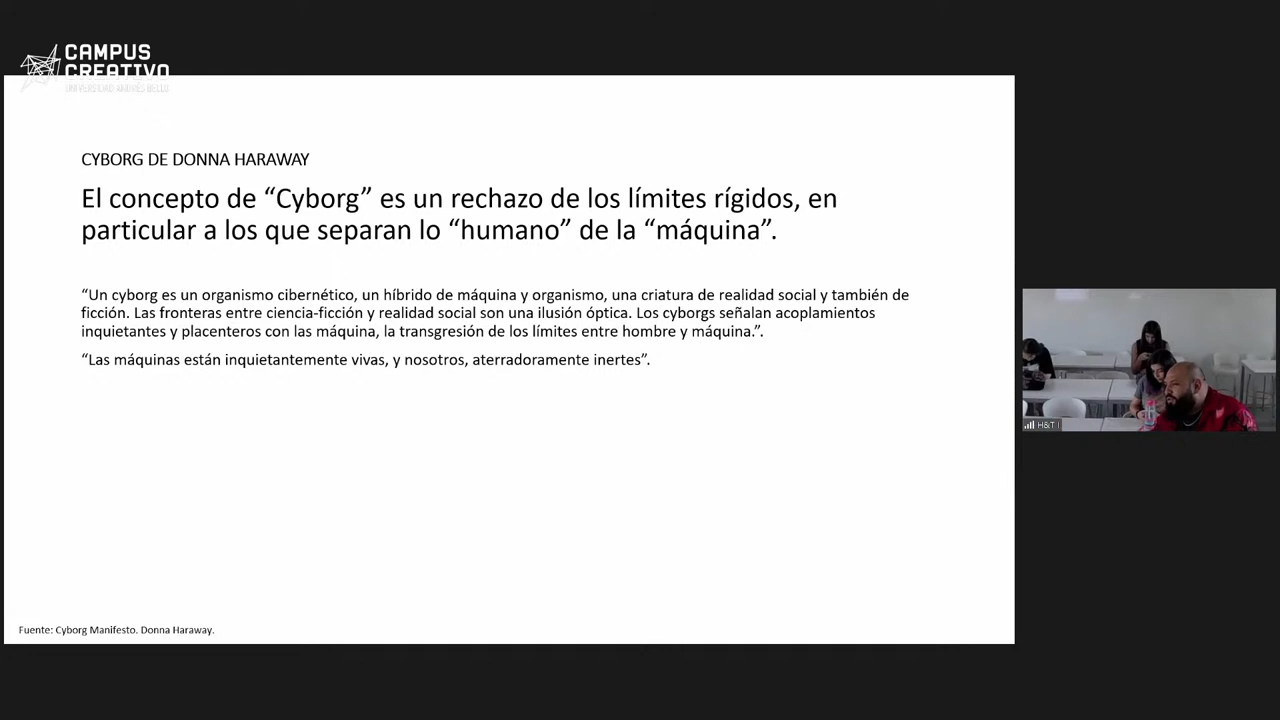 CAMPUS
CREATIVO
UNIVERSIDAD ANDRÉS BELLO
CYBORG DE DONNA HARAWAY
El concepto de “Cyborg” es un rechazo de los límites rígidos, en
particular a los que separan lo “humano” de la “máquina”.
“Un cyborg es un organismo cibernético, un híbrido de máquina y organismo, una criatura de realidad social y también de
ficción. Las fronteras entre ciencia-ficción y realidad social son una ilusión óptica. Los cyborgs señalan acoplamientos
inquietantes y placenteros con las máquina, la transgresión de los límites entre hombre y máquina.”.
“Las máquinas están inquietantemente vivas, y nosotros, aterradoramente inertes”.
H&T I
Fuente: Cyborg Manifesto. Donna Haraway.